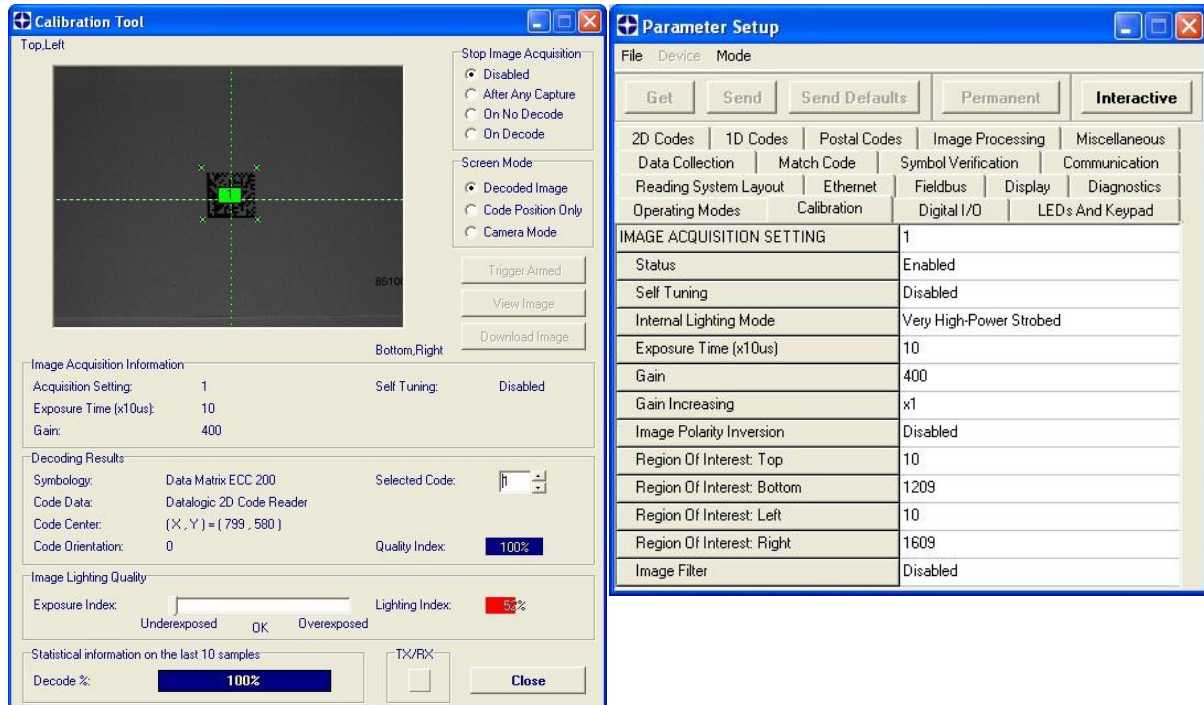 Calibration Tool
Top,Left
Stop Image Acquisition
Disabled
After Any Capture
On No Decode
On Decode
Screen Mode
Decoded Image
Code Position Only
Camera Mode
1
85100
Trigger Armed
View Image
Download Image
Bottom,Right
Image Acquisition Information
Acquisition Setting: 1 Self Tuning: Disabled
Exposure Time (x10us): 10
Gain: 400
Decoding Results
Symbology: Data Matrix ECC 200 Selected Code: 1
Code Data: Datalogic 2D Code Reader
Code Center: ( X , Y ) = ( 799 , 580 )
Code Orientation: 0 Quality Index: 100%
Image Lighting Quality
Exposure Index: Lighting Index:
Underexposed OK Overexposed
Statistical information on the last 10 samples TX/RX
Decode %: 100% Close
Parameter Setup
File Device Mode
Get Send Send Defaults Permanent Interactive
2D Codes 1D Codes Postal Codes Image Processing Miscellaneous
Data Collection Match Code Symbol Verification Communication
Reading System Layout Ethernet Fieldbus Display Diagnostics
Operating Modes Calibration Digital I/O LEDs And Keypad
IMAGE ACQUISITION SETTING 1
Status Enabled
Self Tuning Disabled
Internal Lighting Mode Very High-Power Strobed
Exposure Time (x10us) 10
Gain 400
Gain Increasing x1
Image Polarity Inversion Disabled
Region Of Interest: Top 10
Region Of Interest: Bottom 1209
Region Of Interest: Left 10
Region Of Interest: Right 1609
Image Filter Disabled